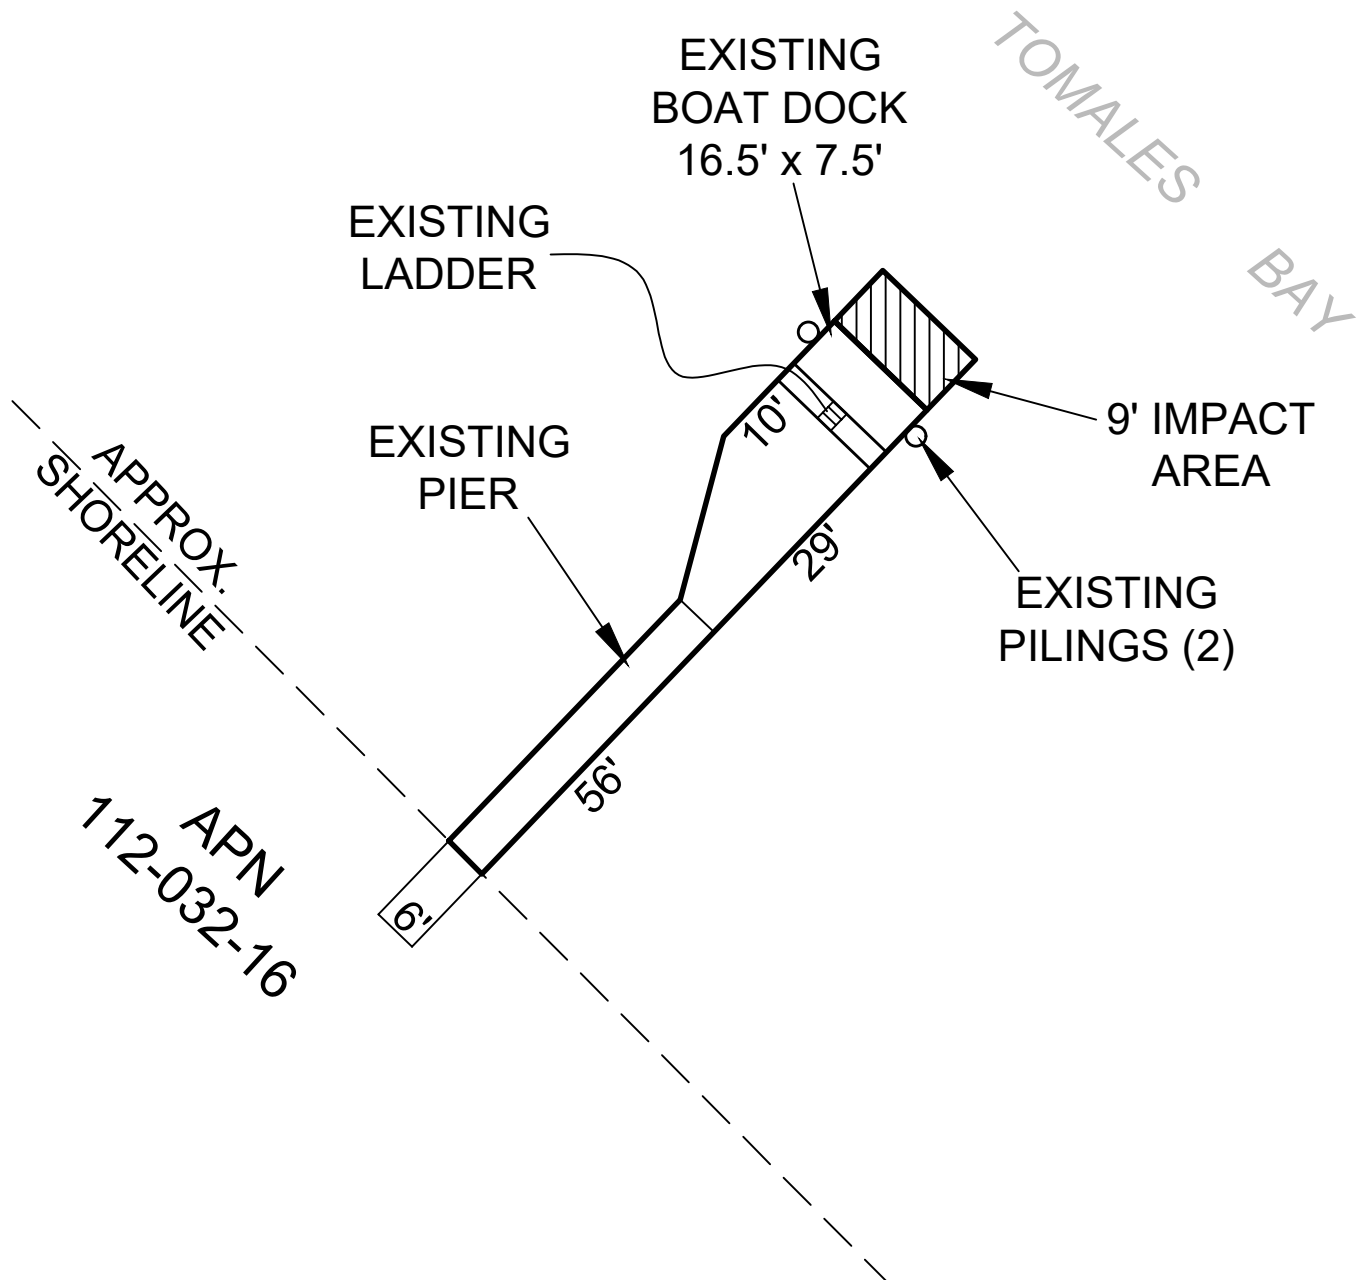 TOMALES
BAY
EXISTING
BOAT DOCK
16.5' x 7.5'
EXISTING
LADDER
EXISTING
PIER
10'
9' IMPACT
AREA
29'
EXISTING
PILINGS (2)
APPROX.
SHORELINE
56'
APN
112-032-16
6'